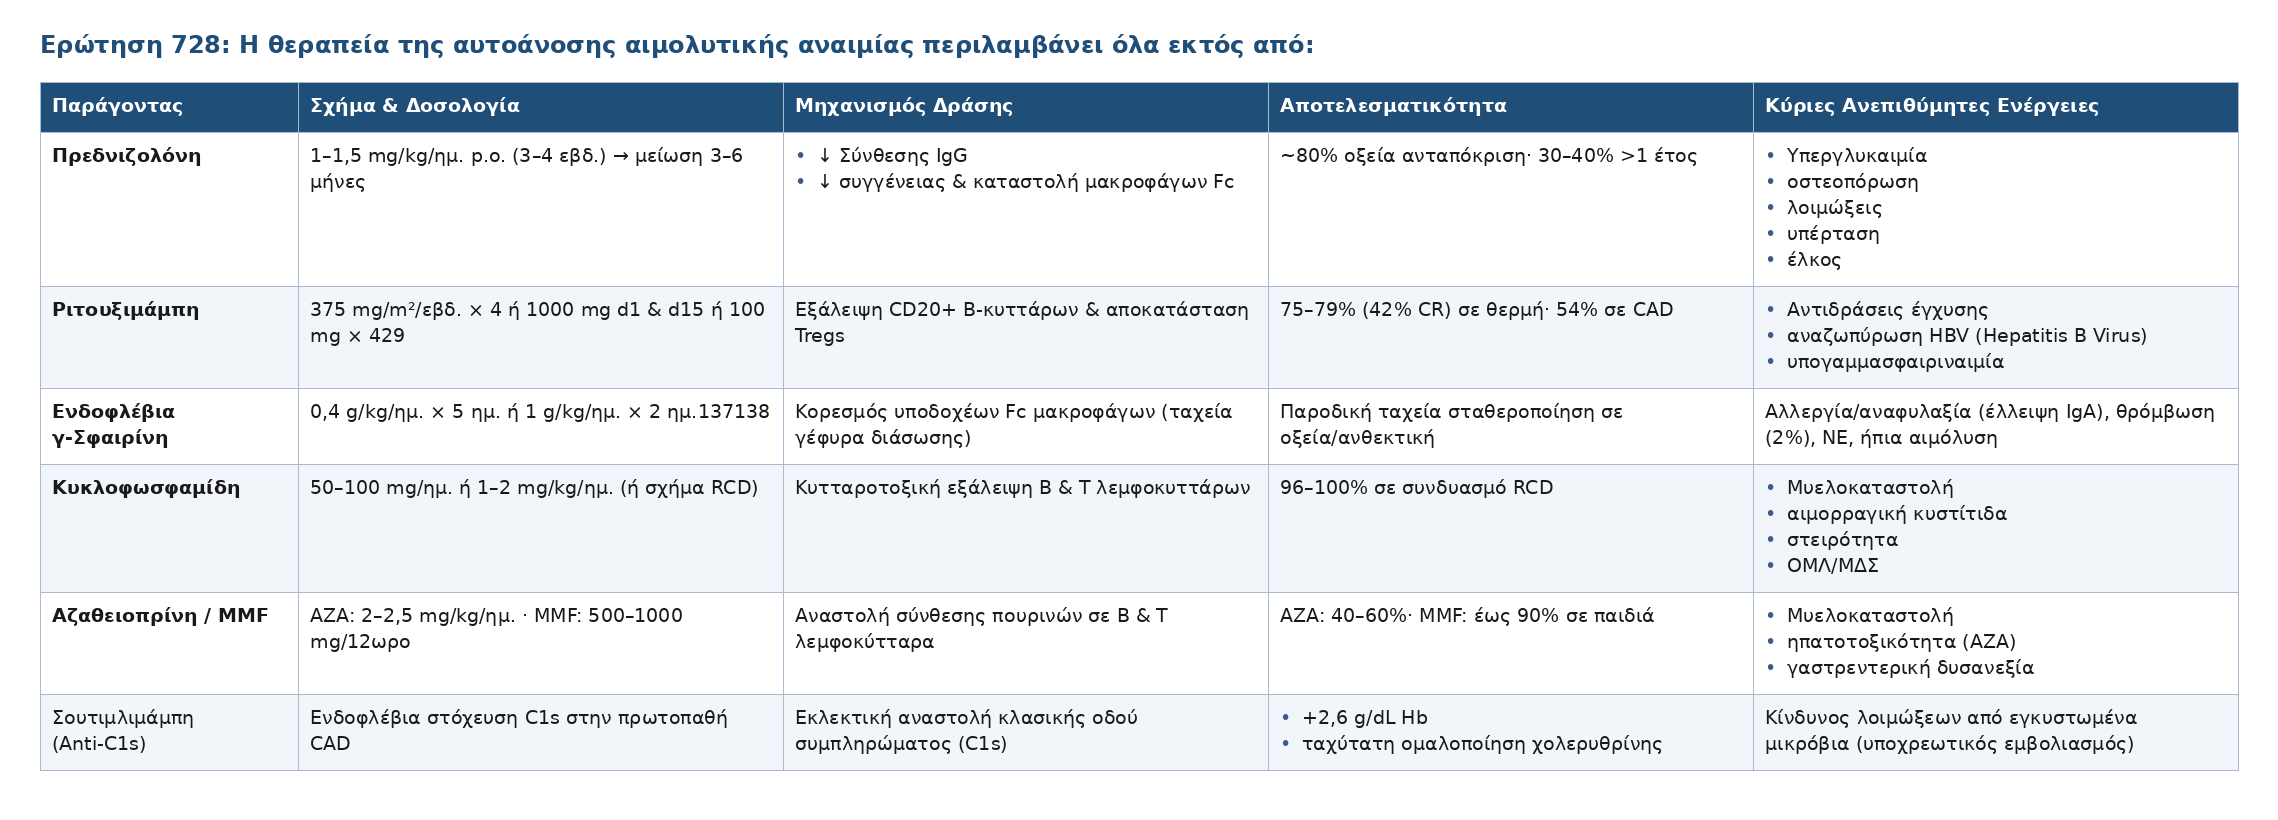 Ερώτηση 728: Η θεραπεία της αυτοάνοσης αιμολυτικής αναιμίας περιλαμβάνει όλα εκτός από:
Παράγοντας
Σχήμα & Δοσολογία
Μηχανισμός Δράσης
Αποτελεσματικότητα
Κύριες Ανεπιθύμητες Ενέργειες
Πρεδνιζολόνη
1–1,5 mg/kg/ημ. p.o. (3–4 εβδ.) → μείωση 3–6
μήνες
• ↓ Σύνθεσης IgG
• ↓ συγγένειας & καταστολή μακροφάγων Fc
~80% οξεία ανταπόκριση· 30–40% >1 έτος
• Υπεργλυκαιμία
• οστεοπόρωση
• λοιμώξεις
• υπέρταση
• έλκος
Ριτουξιμάμπη
375 mg/m²/εβδ. × 4 ή 1000 mg d1 & d15 ή 100
mg × 429
Εξάλειψη CD20+ Β-κυττάρων & αποκατάσταση
Tregs
75–79% (42% CR) σε θερμή· 54% σε CAD
• Αντιδράσεις έγχυσης
• αναζωπύρωση HBV (Hepatitis B Virus)
• υπογαμμασφαιριναιμία
Ενδοφλέβια
γ-Σφαιρίνη
0,4 g/kg/ημ. × 5 ημ. ή 1 g/kg/ημ. × 2 ημ.137138
Κορεσμός υποδοχέων Fc μακροφάγων (ταχεία
γέφυρα διάσωσης)
Παροδική ταχεία σταθεροποίηση σε
οξεία/ανθεκτική
Αλλεργία/αναφυλαξία (έλλειψη IgA), θρόμβωση
(2%), ΝΕ, ήπια αιμόλυση
Κυκλοφωσφαμίδη
50–100 mg/ημ. ή 1–2 mg/kg/ημ. (ή σχήμα RCD)
Κυτταροτοξική εξάλειψη Β & Τ λεμφοκυττάρων
96–100% σε συνδυασμό RCD
• Μυελοκαταστολή
• αιμορραγική κυστίτιδα
• στειρότητα
• ΟΜΛ/ΜΔΣ
Αζαθειοπρίνη / MMF
AZA: 2–2,5 mg/kg/ημ. · MMF: 500–1000
mg/12ωρο
Αναστολή σύνθεσης πουρινών σε Β & Τ
λεμφοκύτταρα
AZA: 40–60%· MMF: έως 90% σε παιδιά
• Μυελοκαταστολή
• ηπατοτοξικότητα (AZA)
• γαστρεντερική δυσανεξία
Σουτιμλιμάμπη
(Anti-C1s)
Ενδοφλέβια στόχευση C1s στην πρωτοπαθή
CAD
Εκλεκτική αναστολή κλασικής οδού
συμπληρώματος (C1s)
• +2,6 g/dL Hb
• ταχύτατη ομαλοποίηση χολερυθρίνης
Κίνδυνος λοιμώξεων από εγκυστωμένα
μικρόβια (υποχρεωτικός εμβολιασμός)